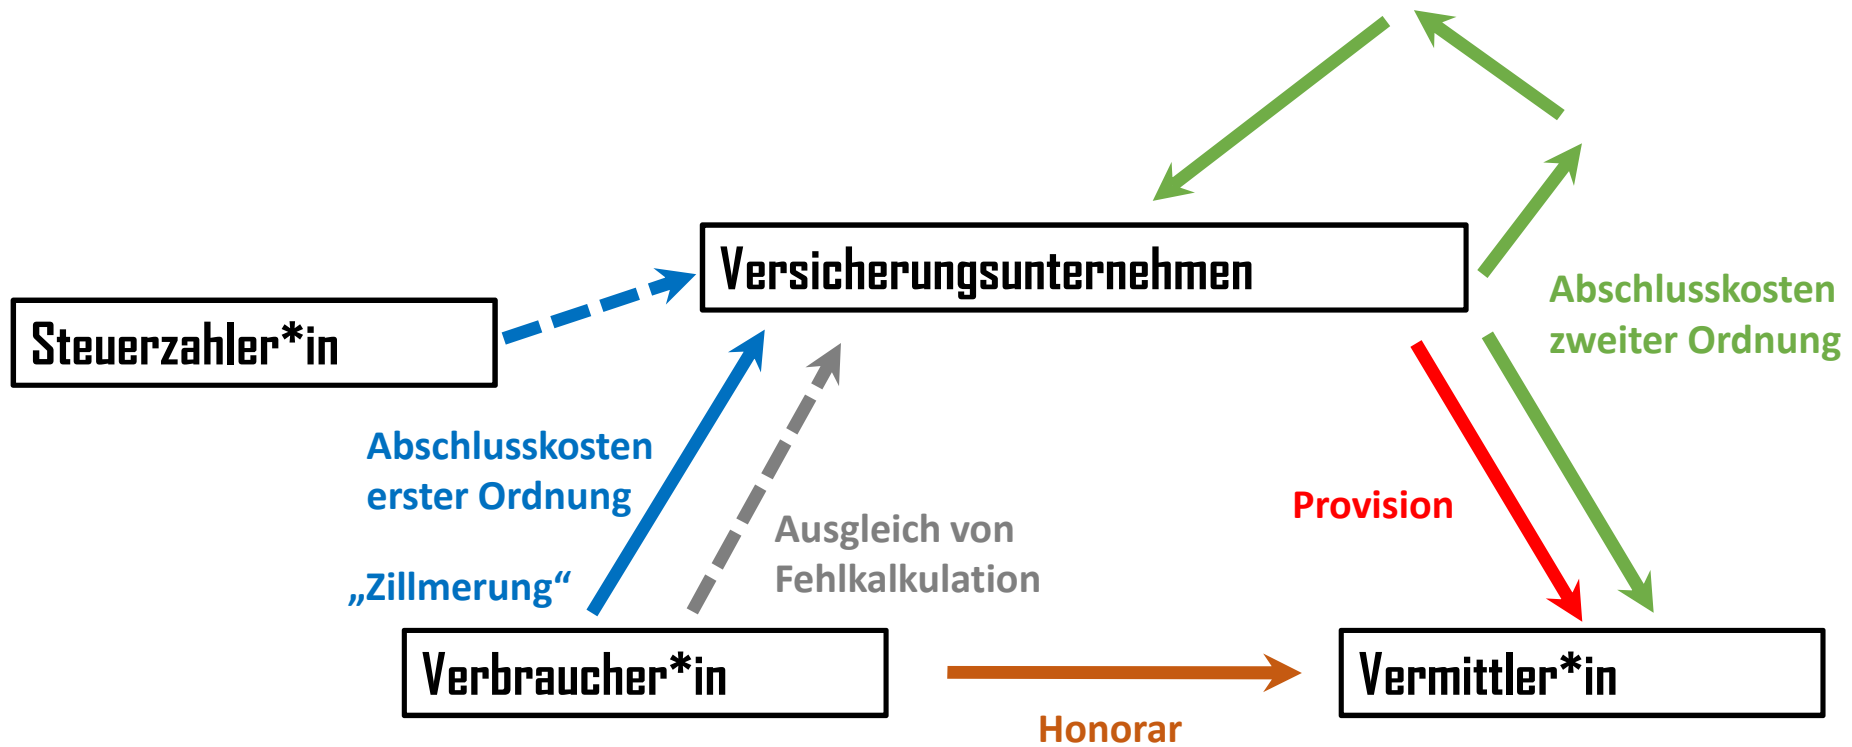 Versicherungsunternehmen
Abschlusskosten
zweiter Ordnung
Steuerzahler*in
Abschlusskosten
erster Ordnung
„Zillmerung“
Ausgleich von
Fehlkalkulation
Provision
Verbraucher*in
Vermittler*in
Honorar